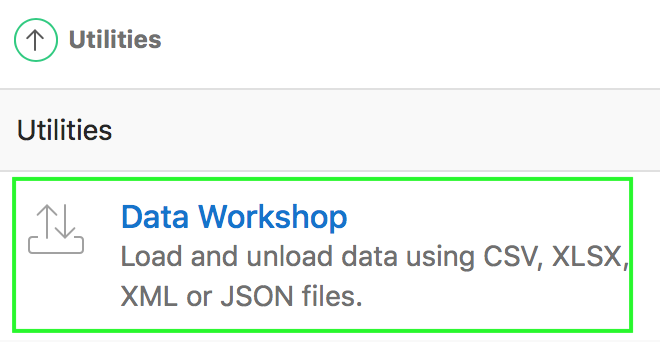 Utilities
Utilities
Data Workshop
Load and unload data using CSV, XLSX,
XML or JSON files.